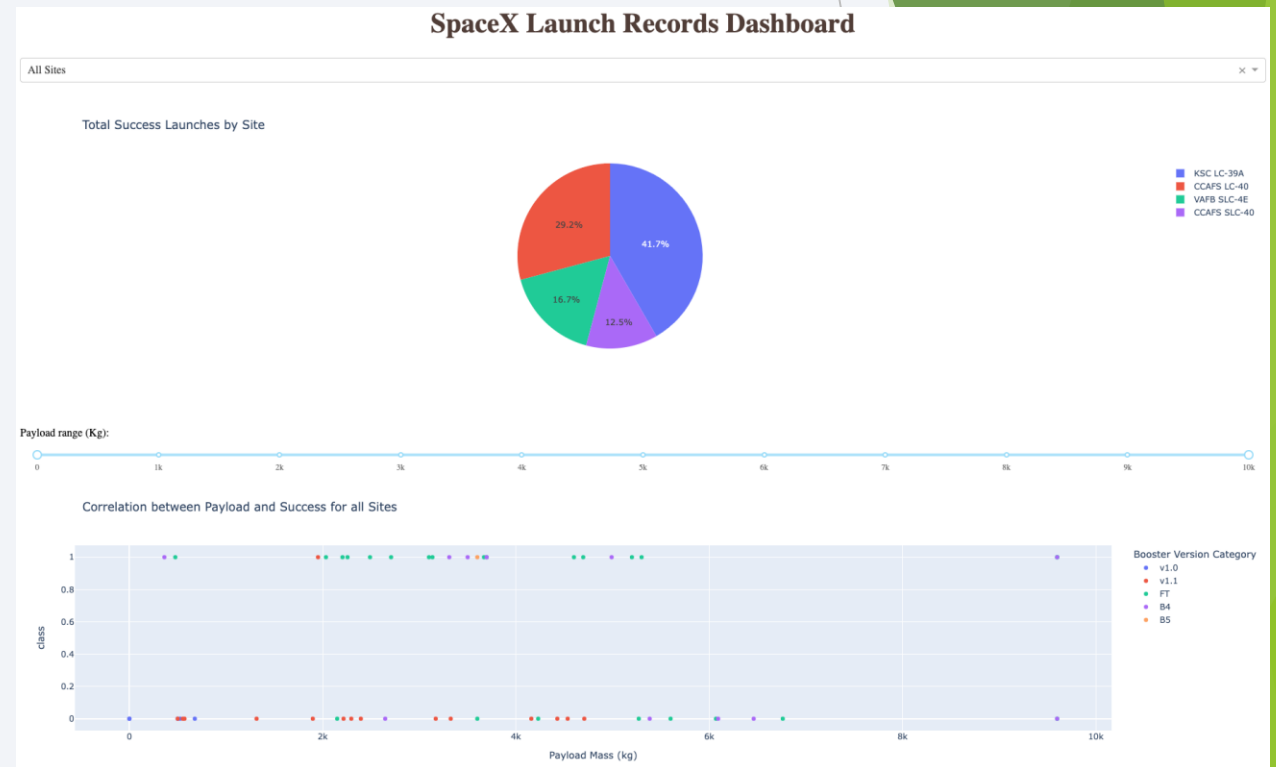 SpaceX Launch Records Dashboard
All Sites
Total Success Launches by Site
KSC LC-39A
CCAFS LC-40
VAFB SLC-4E
CCAFS SLC-40
29.2%
41.7%
16.7%
12.5%
Payload range (Kg):
0 1k 2k 3k 4k 5k 6k 7k 8k 9k 10k
Correlation between Payload and Success for all Sites
Booster Version Category
v1.0
v1.1
FT
B4
B5
1
0.8
0.6
0.4
0.2
0
class
0 2k 4k 6k 8k 10k
Payload Mass (kg)